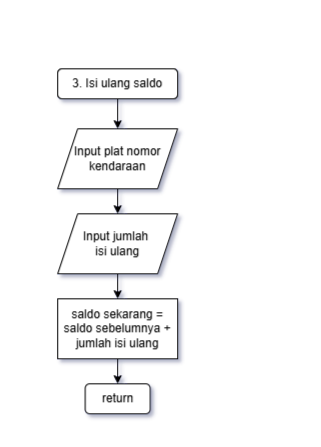 3. Isi ulang saldo
Input plat nomor
kendaraan
Input jumlah
isi ulang
saldo sekarang =
saldo sebelumnya +
jumlah isi ulang
return